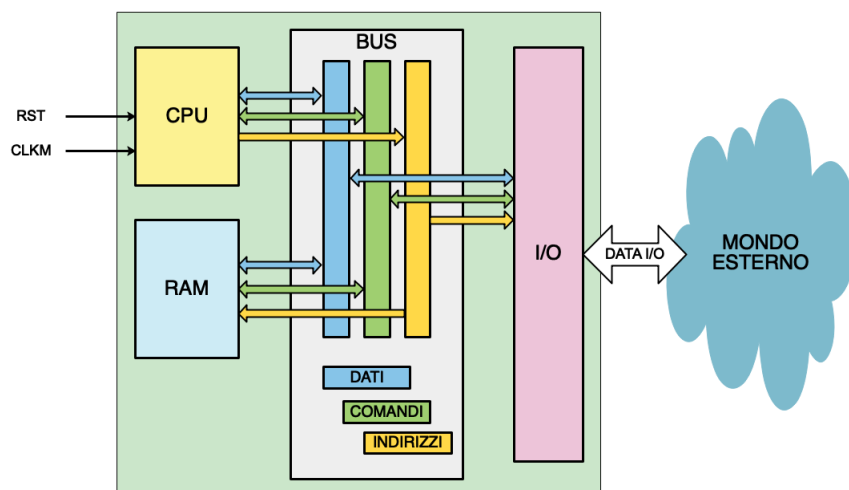 BUS
CPU
RST
CLKM
RAM
I/O
DATA I/O
MONDO
ESTERNO
DATI
COMANDI
INDIRIZZI